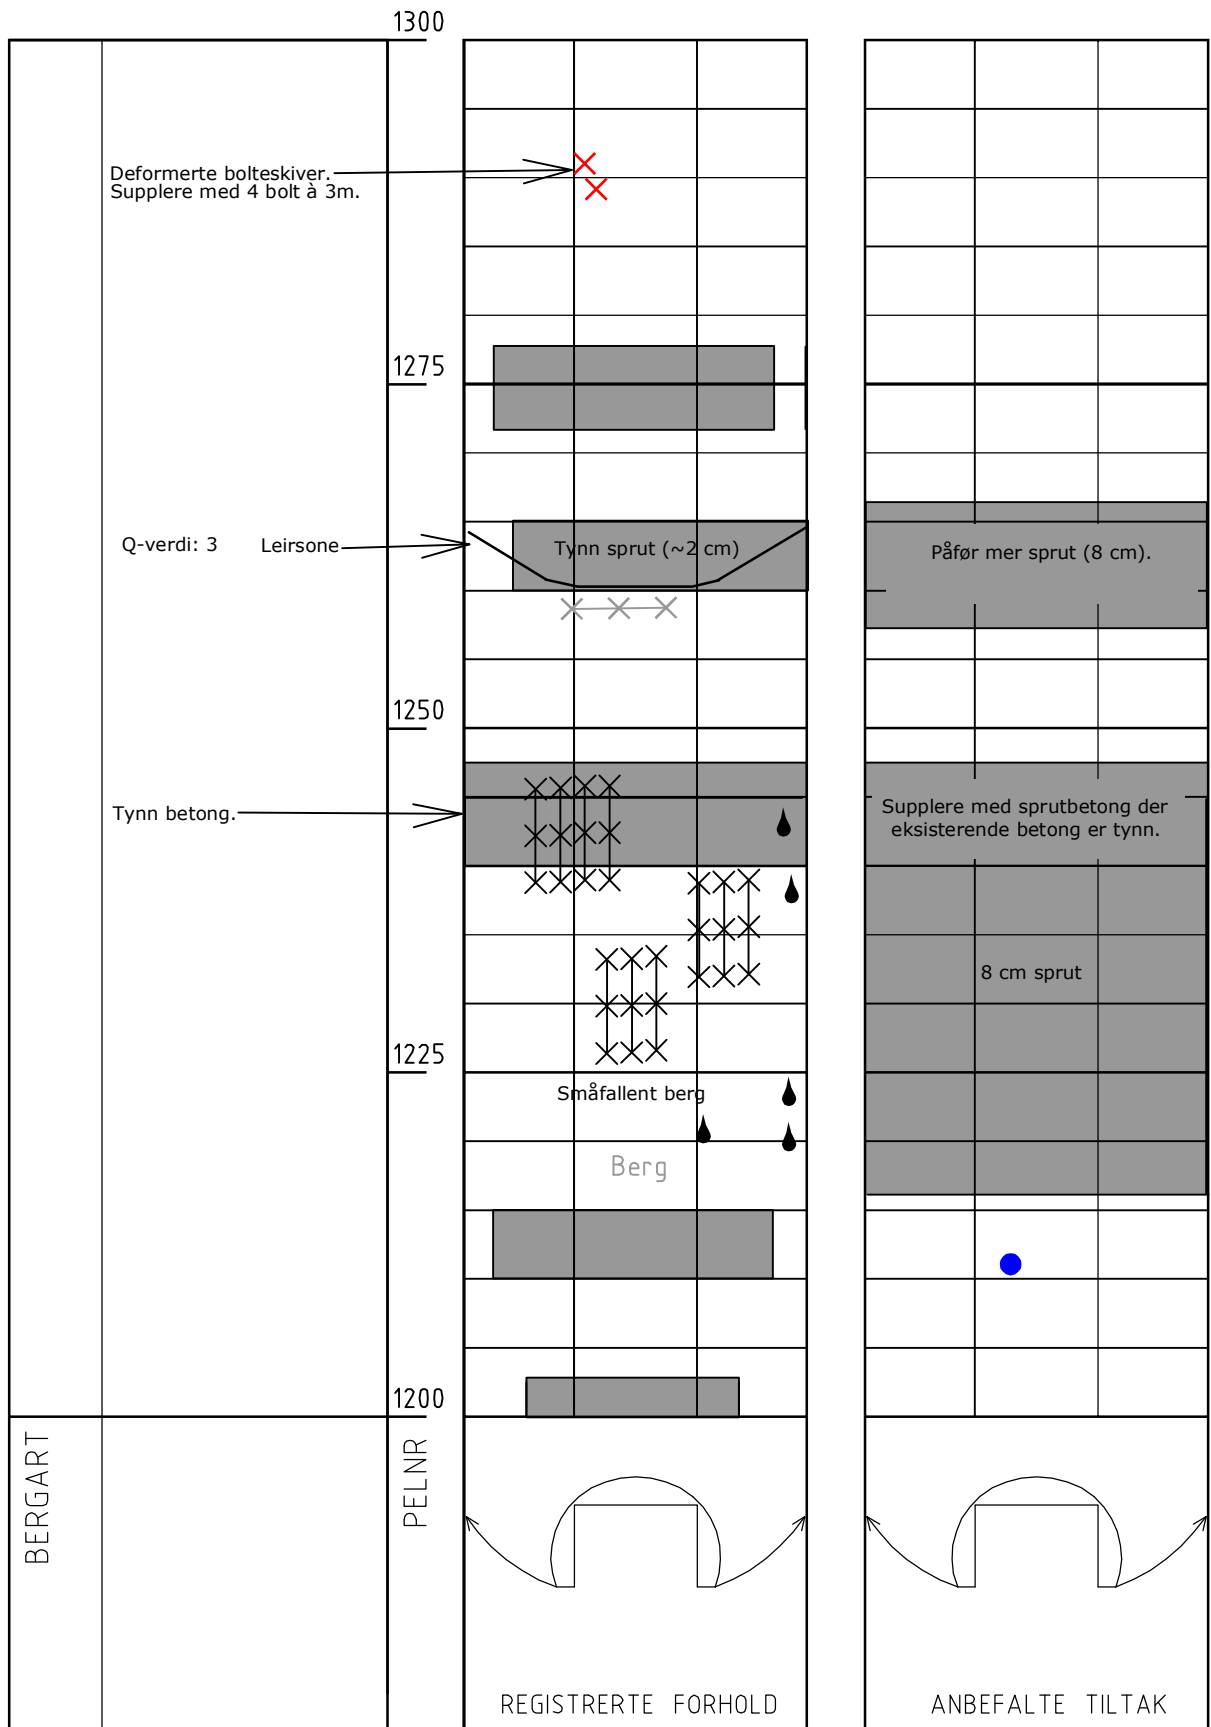 1300
Deformerte bolteskiver.
Supplere med 4 bolt à 3m.
1275
Q-verdi: 3 Leirsone
Tynn sprut (~2 cm)
Påfør mer sprut (8 cm).
1250
Tynn betong.
Supplere med sprutbetong der
eksisterende betong er tynn.
8 cm sprut
1225
Småfallent berg
Berg
1200
BERGART
PELNR
REGISTRERTE FORHOLD
ANBEFALTE TILTAK